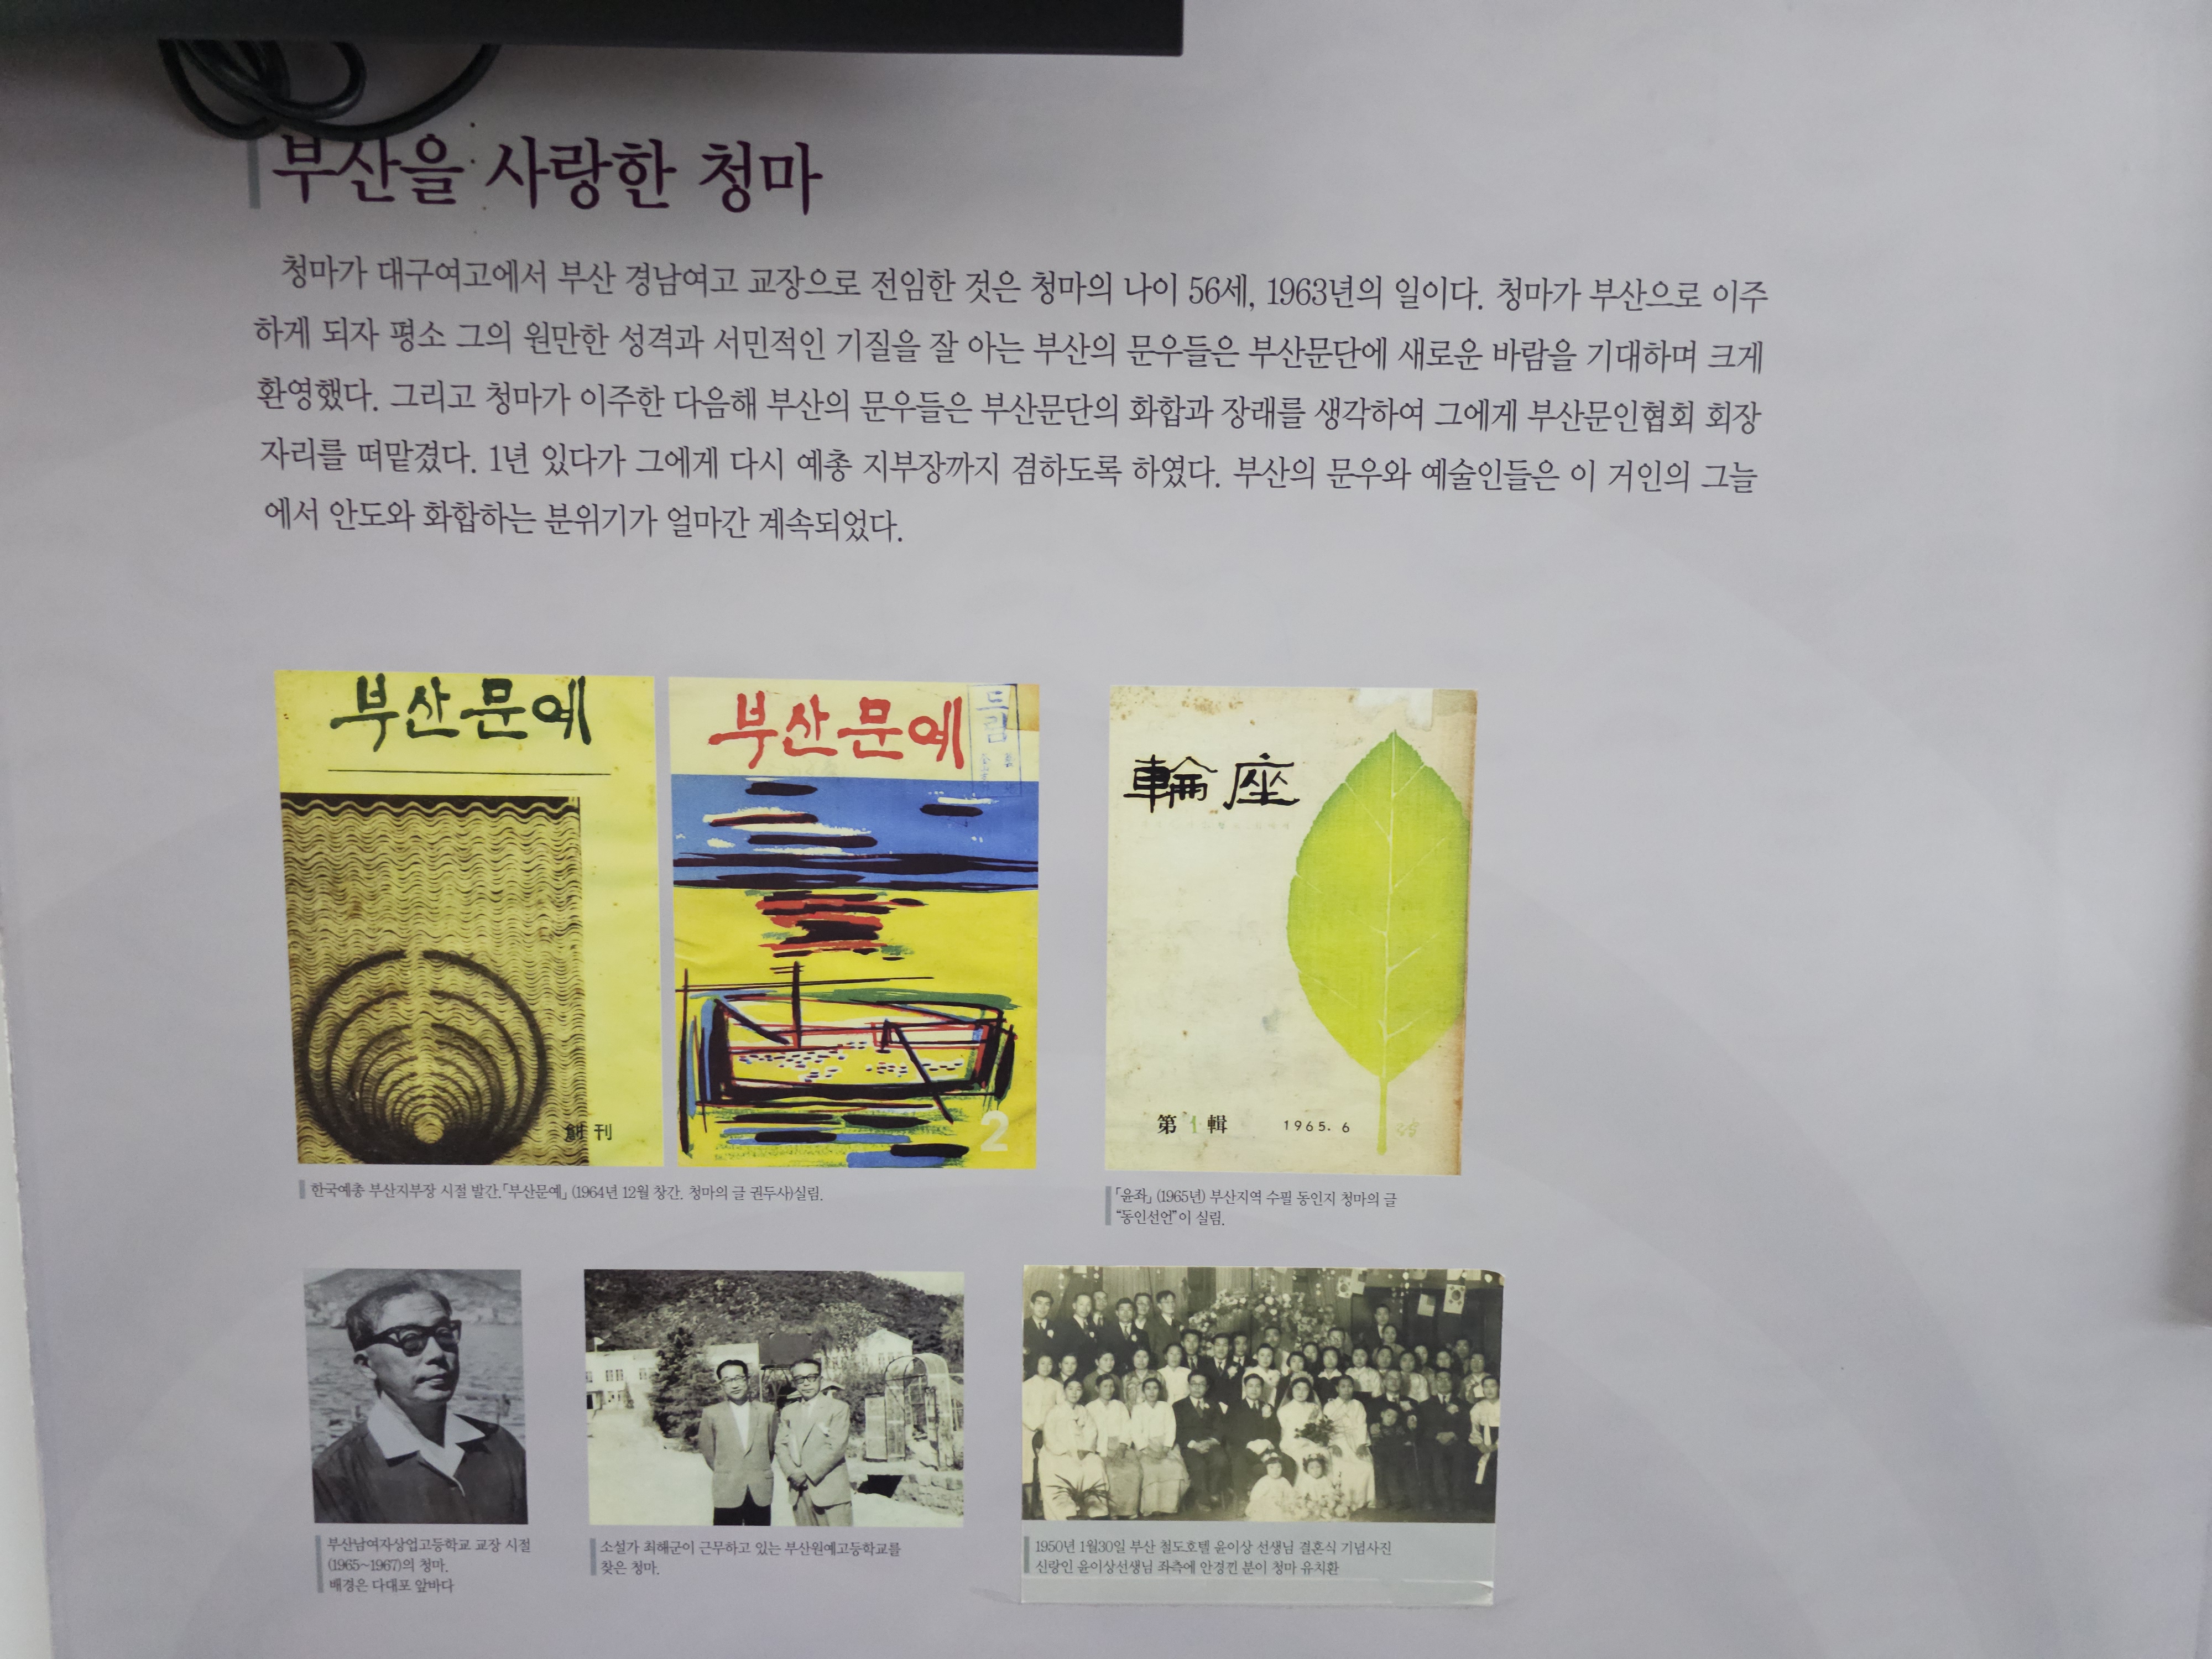 부산을 사랑한 청마
청마가 대구여고에서 부산 경남여고 교장으로 전임한 것은 청마의 나이 56세, 1963년의 일이다. 청마가 부산으로 이주
하게 되자 평소 그의 원만한 성격과 서민적인 기질을 잘 아는 부산의 문우들은 부산문단에 새로운 바람을 기대하며 크게
환영했다. 그리고 청마가 이주한 다음해 부산의 문우들은 부산문단의 화합과 장래를 생각하여 그에게 부산문인협회 회장
자리를 떠맡겼다. 1년 있다가 그에게 다시 예총 지부장까지 겸하도록 하였다. 부산의 문우와 예술인들은 이 거인의 그늘
에서 안도와 화합하는 분위기가 얼마간 계속되었다.
부산문예
創刊
부산문예
드림
2
輪座
第1輯 1965. 6
한국예총 부산지부장 시절 발간.「부산문예」(1964년 12월 창간. 청마의 글 권두사)실림.
「윤좌」(1965년) 부산지역 수필 동인지 청마의 글
“동인선언”이 실림.
부산남여자상업고등학교 교장 시절
(1965~1967)의 청마.
배경은 다대포 앞바다
소설가 최해군이 근무하고 있는 부산원예고등학교를
찾은 청마.
1950년 1월30일 부산 철도호텔 윤이상 선생님 결혼식 기념사진
신랑인 윤이상선생님 좌측에 안경낀 분이 청마 유치환